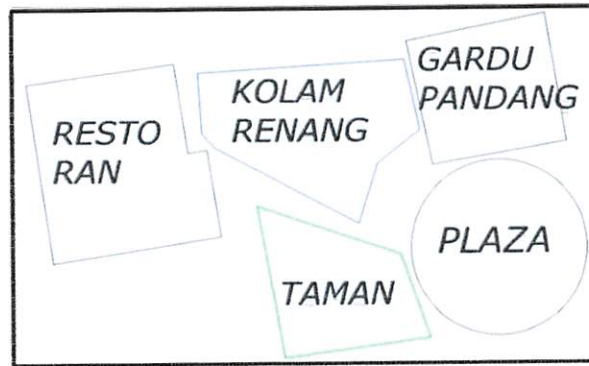 RESTO
RAN
KOLAM
RENANG
GARDU
PANDANG
TAMAN
PLAZA